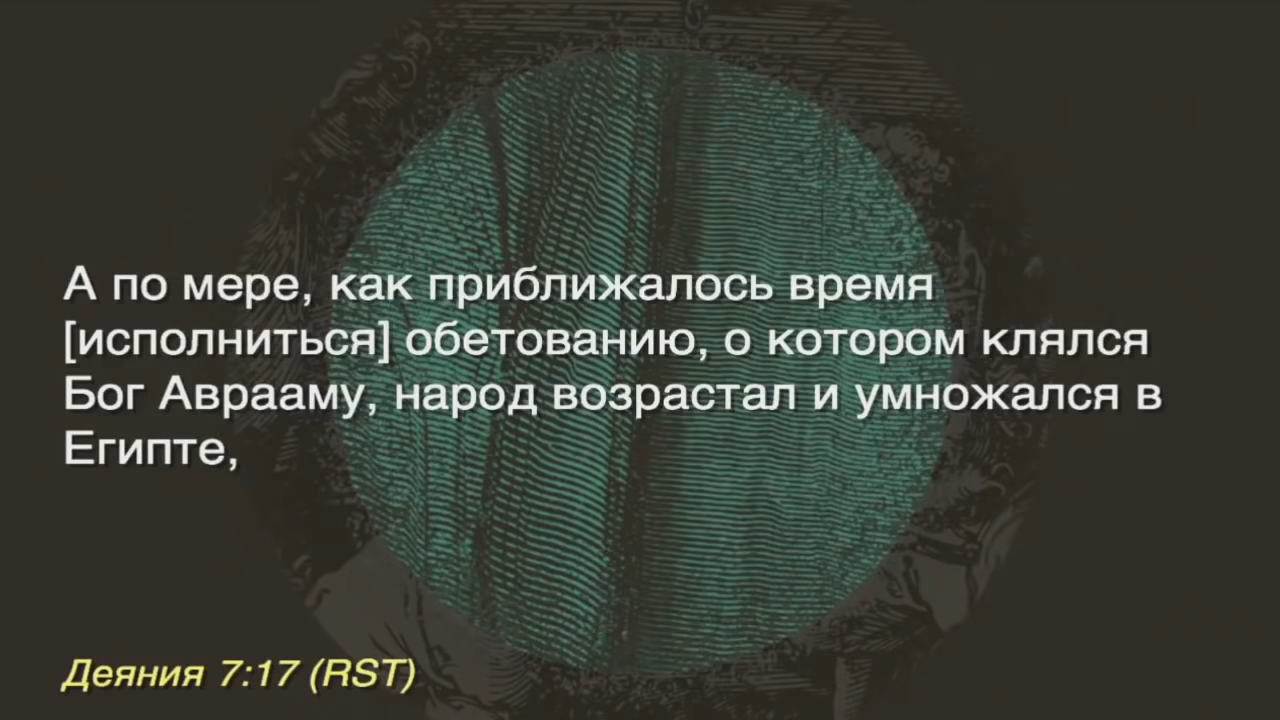 А по мере, как приближалось время
[исполниться] обетованию, о котором клялся
Бог Аврааму, народ возрастал и умножался в
Египте,
Деяния 7:17 (RST)